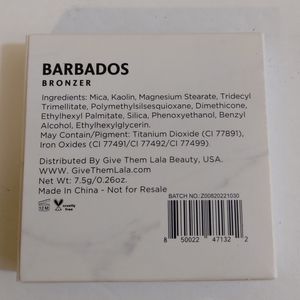 BARBADOS
BRONZER
Ingredients: Mica, Kaolin, Magnesium Stearate, Tridecyl
Trimellitate, Polymethylsilsesquioxane, Dimethicone,
Ethylhexyl Palmitate, Silica, Phenoxyethanol, Benzyl
Alcohol, Ethylhexylglycerin.
May Contain/Pigment: Titanium Dioxide (CI 77891),
Iron Oxides (CI 77491/CI 77492/CI 77499).
Distributed By Give Them Lala Beauty, USA.
WWW.GiveThemLala.com
Net Wt; 7.5g/0.26oz.
Made In China - Not for Resale
BATCH NO.: Z00820221030
12M
cruelty
free
8 50022 47132 2